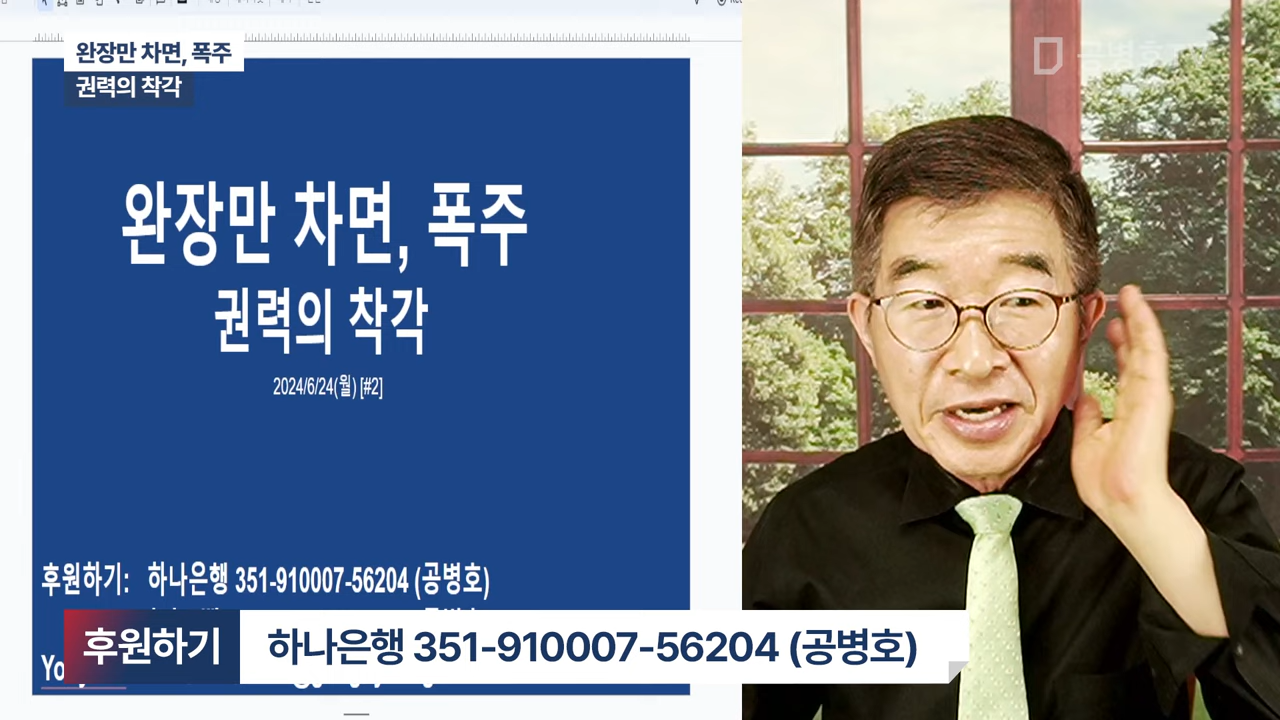 완장만 차면, 폭주
권력의 착각
공병호
완장만 차면, 폭주
권력의 착각
2024/6/24(월) [#2]
후원하기: 하나은행 351-910007-56204 (공병호)
후원하기 하나은행 351-910007-56204 (공병호)